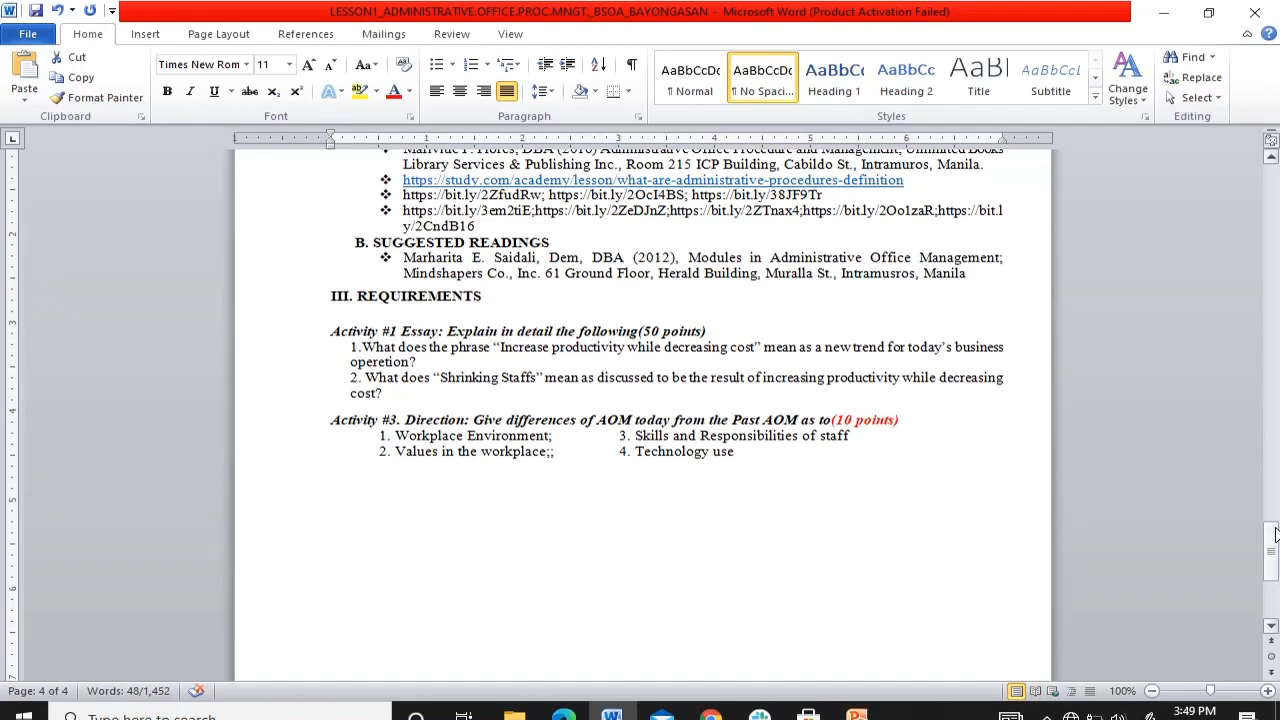 LESSON1_ADMINISTRATIVE.OFFICE.PROC.MNGT._BSOA_BAYONGASAN - Microsoft Word (Product Activation Failed)
File Home Insert Page Layout References Mailings Review View
Paste Cut Copy Format Painter
Times New Rom 11
AaBbCcDc AaBbCcDc AaBbCc AaBbCc AaBl AaBbCcL
¶ Normal ¶ No Spaci... Heading 1 Heading 2 Title Subtitle
Change Styles
Find Replace Select
Clipboard Font Paragraph Styles Editing
Library Services & Publishing Inc., Room 215 ICP Building, Cabildo St., Intramuros, Manila.
https://study.com/academy/lesson/what-are-administrative-procedures-definition
https://bit.ly/2ZfudRw; https://bit.ly/2OcI4BS; https://bit.ly/38JF9Tr
https://bit.ly/3em2tiE;https://bit.ly/2ZeDJnZ;https://bit.ly/2ZTnax4;https://bit.ly/2Oo1zaR;https://bit.l
y/2CndB16
B. SUGGESTED READINGS
Marharita E. Saidali, Dem, DBA (2012), Modules in Administrative Office Management;
Mindshapers Co., Inc. 61 Ground Floor, Herald Building, Muralla St., Intramusros, Manila
III. REQUIREMENTS
Activity #1 Essay: Explain in detail the following(50 points)
1.What does the phrase “Increase productivity while decreasing cost” mean as a new trend for today’s business
operetion?
2. What does “Shrinking Staffs” mean as discussed to be the result of increasing productivity while decreasing
cost?
Activity #3. Direction: Give differences of AOM today from the Past AOM as to(10 points)
1. Workplace Environment; 3. Skills and Responsibilities of staff
2. Values in the workplace;; 4. Technology use
Page: 4 of 4 Words: 48/1,452 100%
Type here to search
3:49 PM